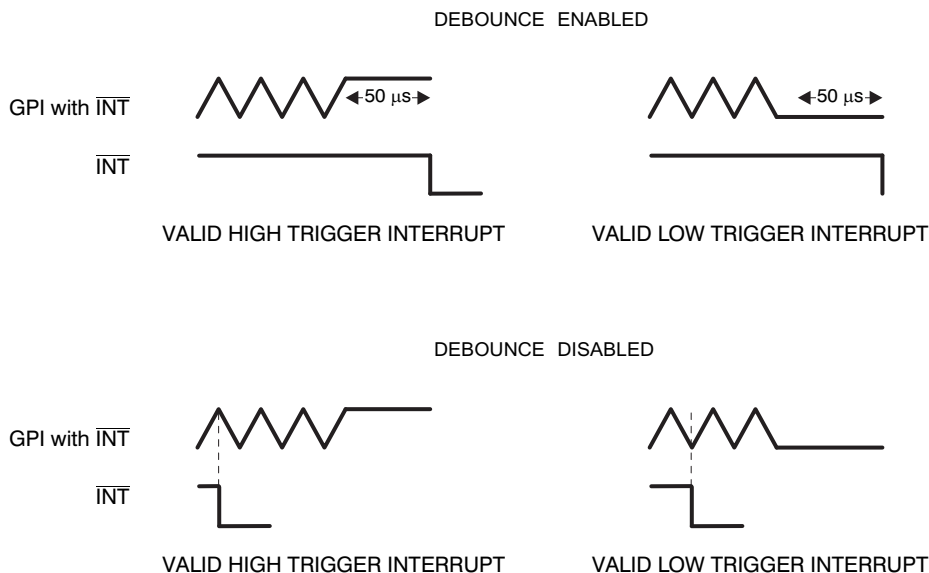 DEBOUNCE ENABLED
GPI with INT
50 μs
50 μs
INT
VALID HIGH TRIGGER INTERRUPT
VALID LOW TRIGGER INTERRUPT
DEBOUNCE DISABLED
GPI with INT
INT
VALID HIGH TRIGGER INTERRUPT
VALID LOW TRIGGER INTERRUPT